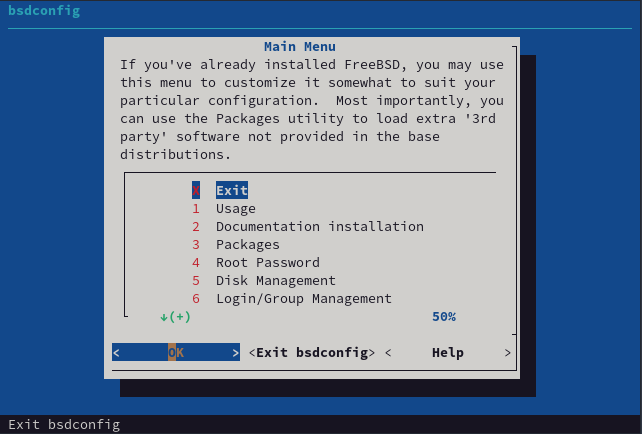 bsdconfig
Main Menu
If you've already installed FreeBSD, you may use
this menu to customize it somewhat to suit your
particular configuration.  Most importantly, you
can use the Packages utility to load extra '3rd
party' software not provided in the base
distributions.
X Exit
1 Usage
2 Documentation installation
3 Packages
4 Root Password
5 Disk Management
6 Login/Group Management
↓(+) 50%
< OK > <Exit bsdconfig> < Help >
Exit bsdconfig